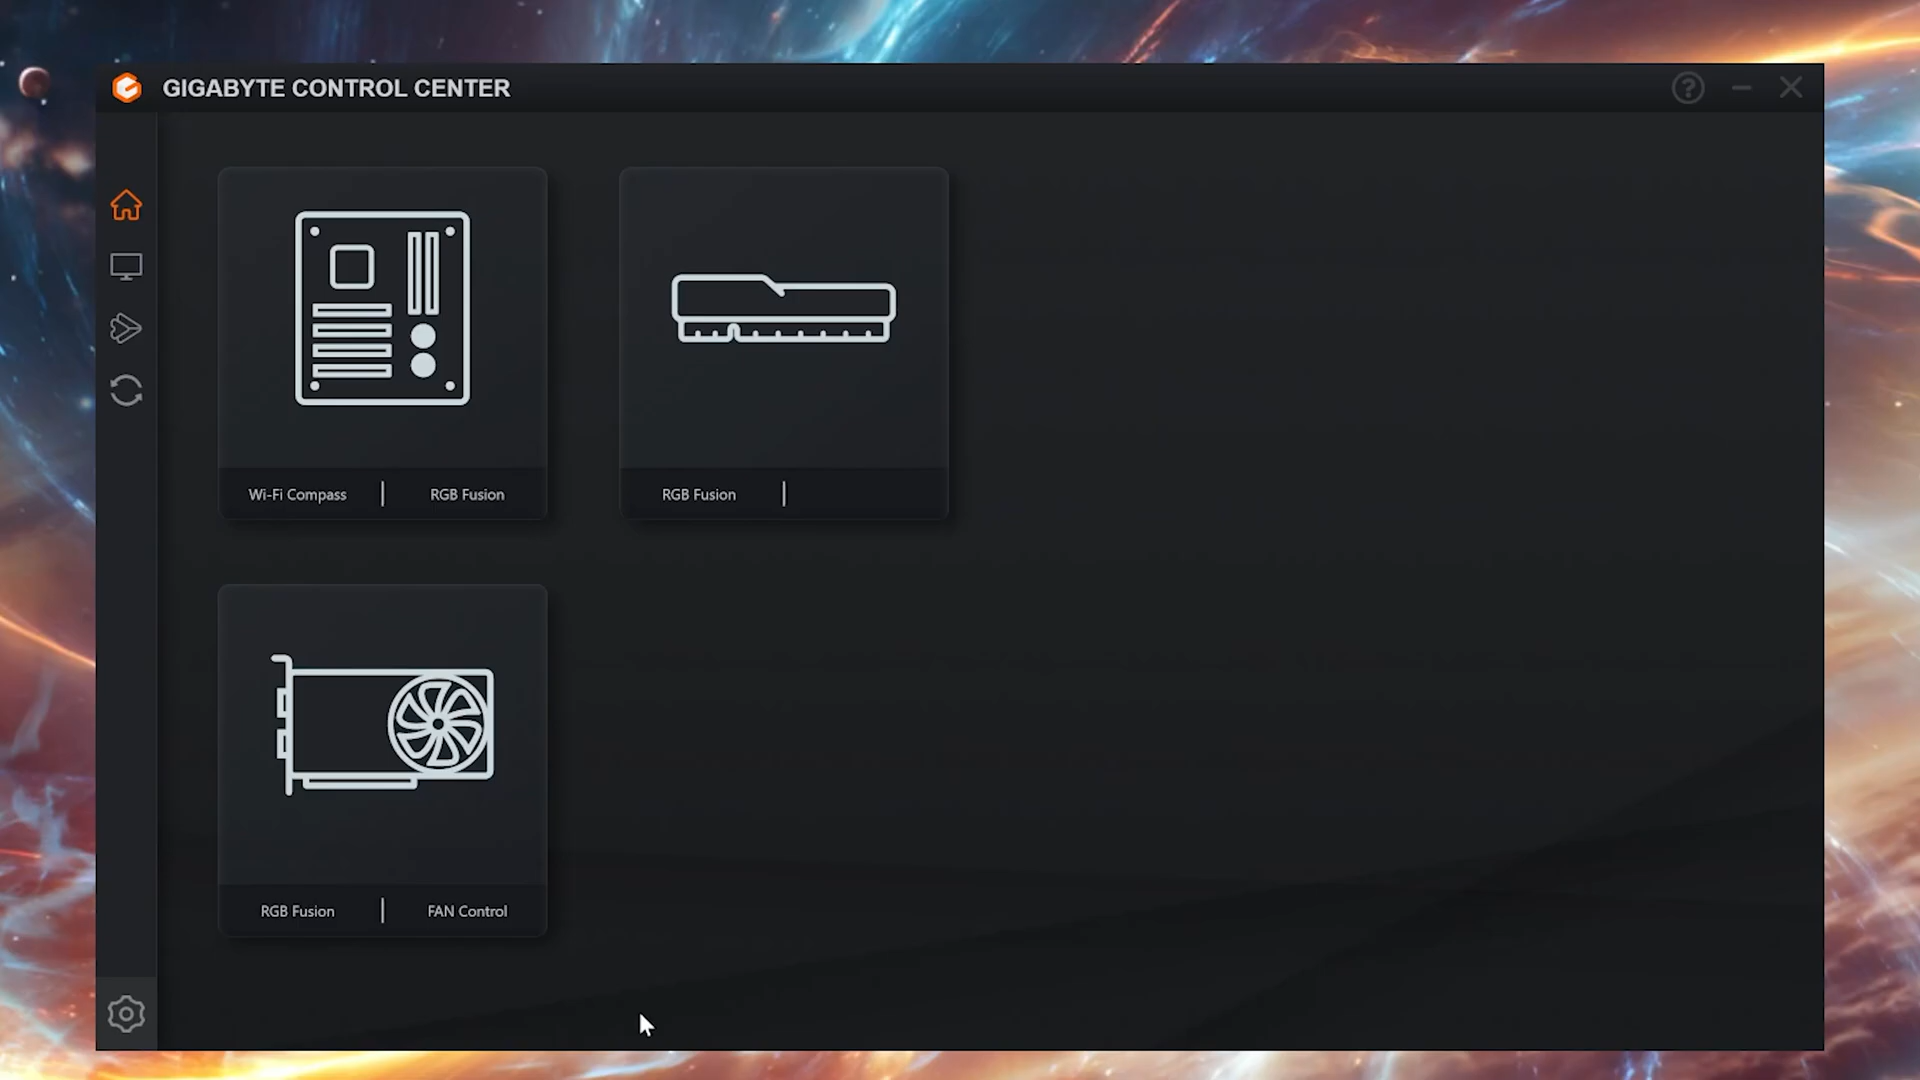 GIGABYTE CONTROL CENTER
Wi-Fi Compass | RGB Fusion
RGB Fusion |
RGB Fusion | FAN Control